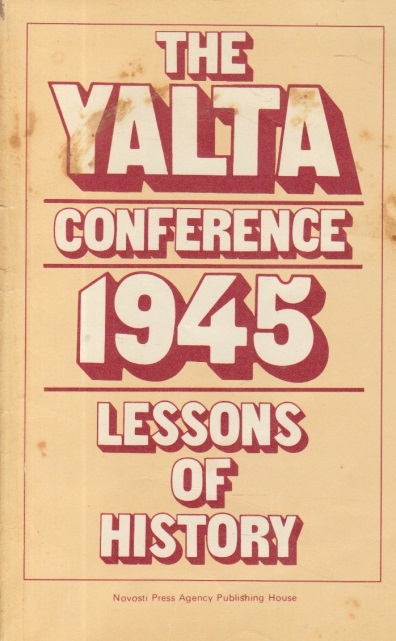 THE
YALTA
CONFERENCE
1945
LESSONS
OF
HISTORY
Novosti Press Agency Publishing House